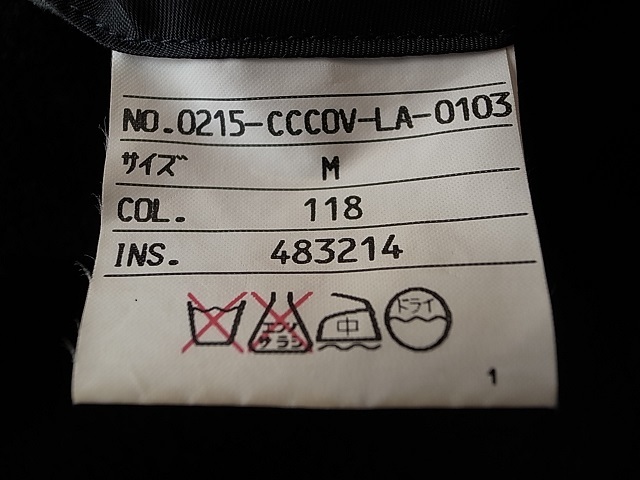 NO.0215-CCCOV-LA-0103
サイズ M
COL. 118
INS. 483214
エンソ サラシ 中 ドライ
1